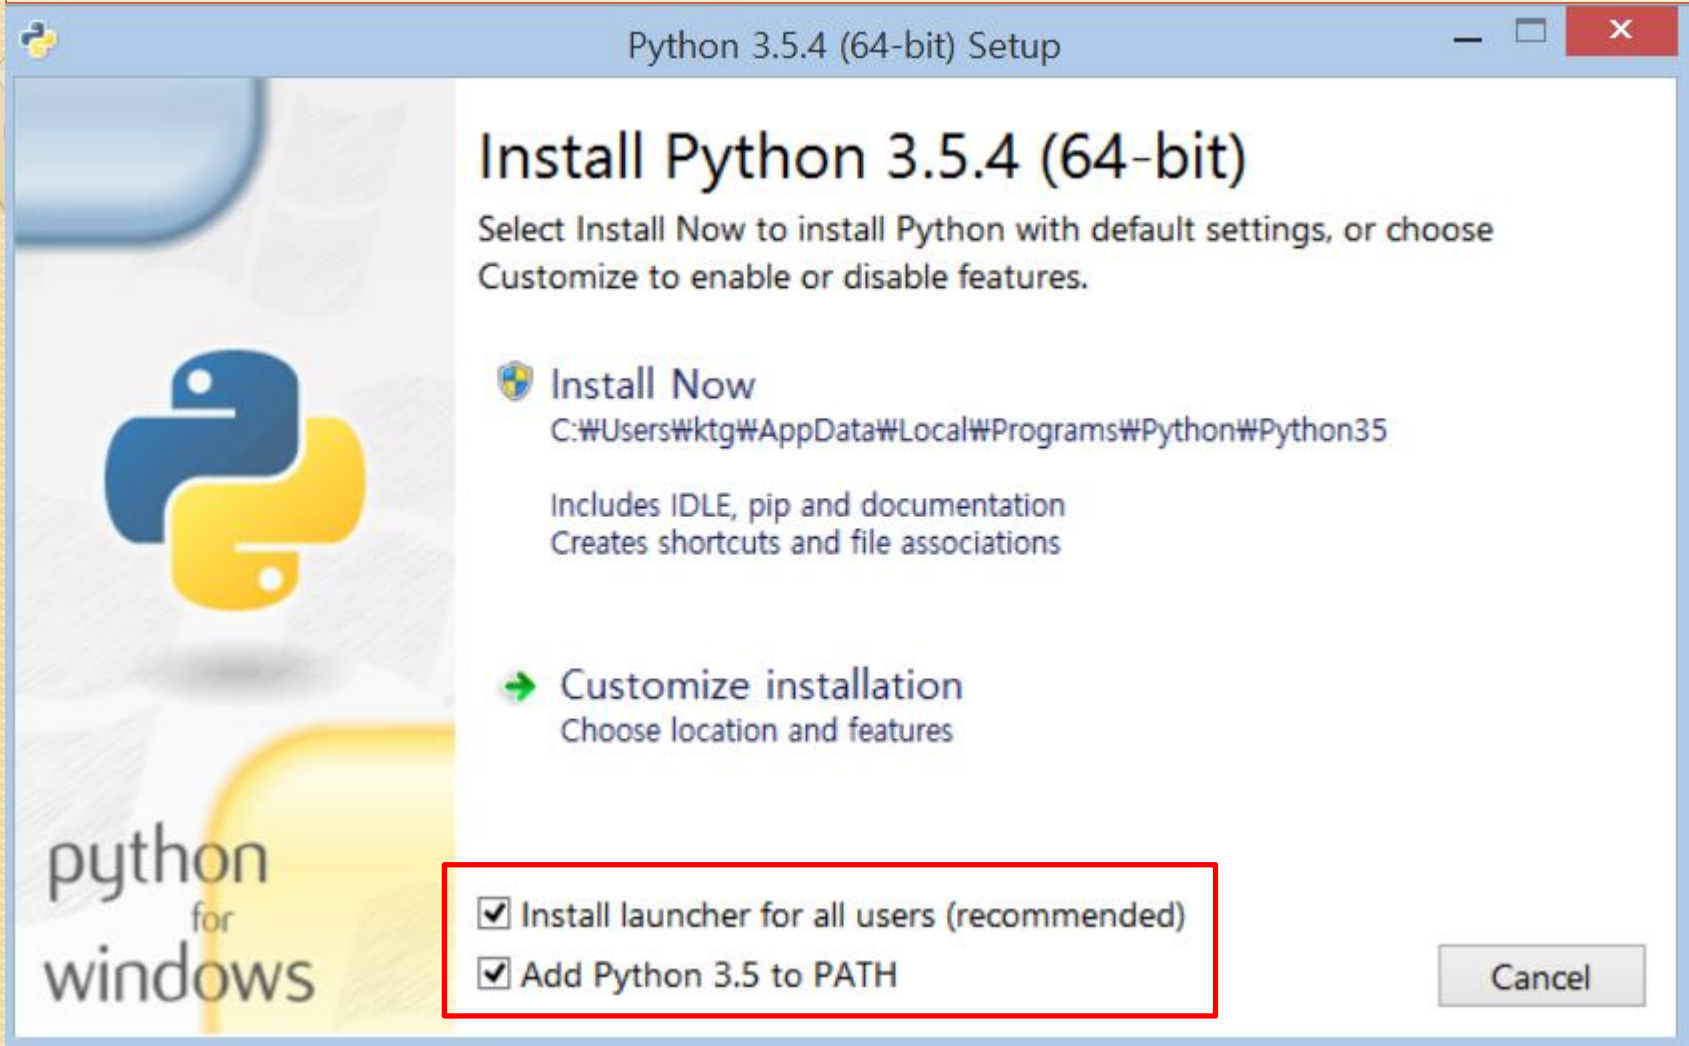 Python 3.5.4 (64-bit) Setup
Install Python 3.5.4 (64-bit)
Select Install Now to install Python with default settings, or choose
Customize to enable or disable features.
Install Now
C:₩Users₩ktg₩AppData₩Local₩Programs₩Python₩Python35
Includes IDLE, pip and documentation
Creates shortcuts and file associations
Customize installation
Choose location and features
python
for
windows
Install launcher for all users (recommended)
Add Python 3.5 to PATH
Cancel